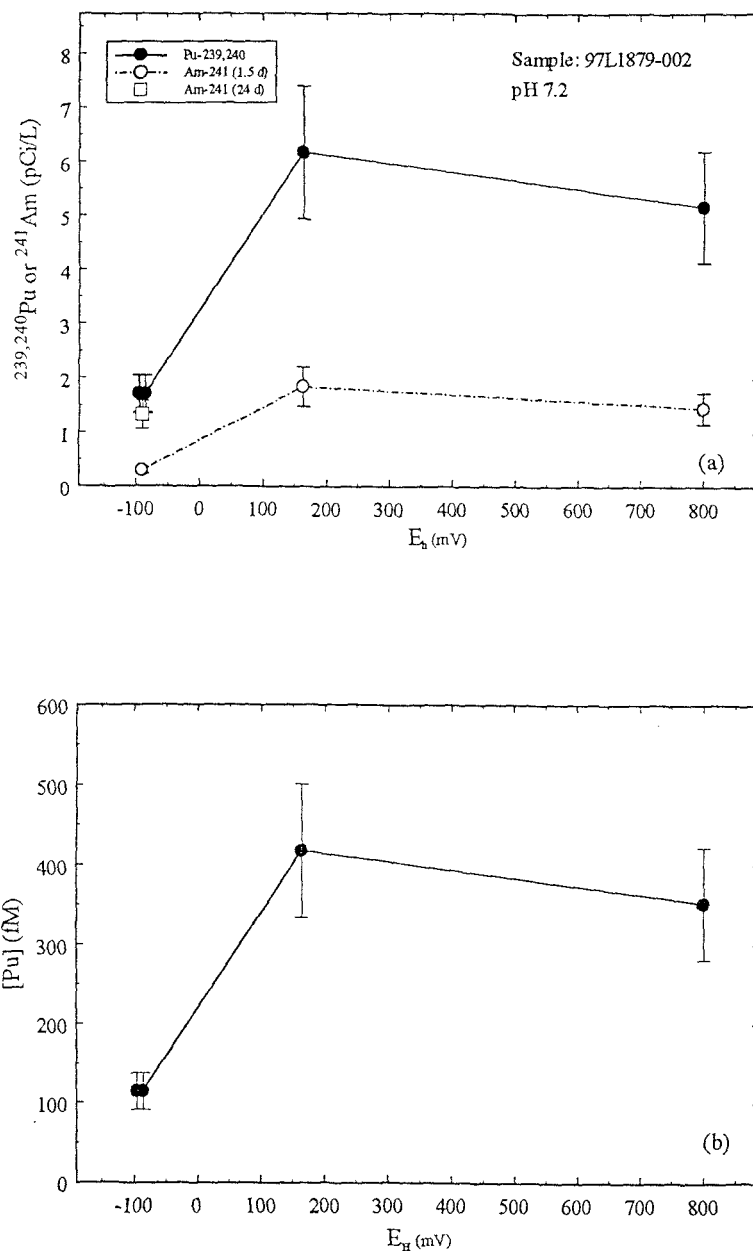 8
7
6
5
4
3
2
1
0
239,240Pu or 241Am (pCi/L)
Pu-239,240
Am-241 (1.5 d)
Am-241 (24 d)
Sample: 97L1879-002
pH 7.2
(a)
-100 0 100 200 300 400 500 600 700 800
Eh (mV)
600
500
400
300
200
100
0
[Pu] (fM)
(b)
-100 0 100 200 300 400 500 600 700 800
EH (mV)